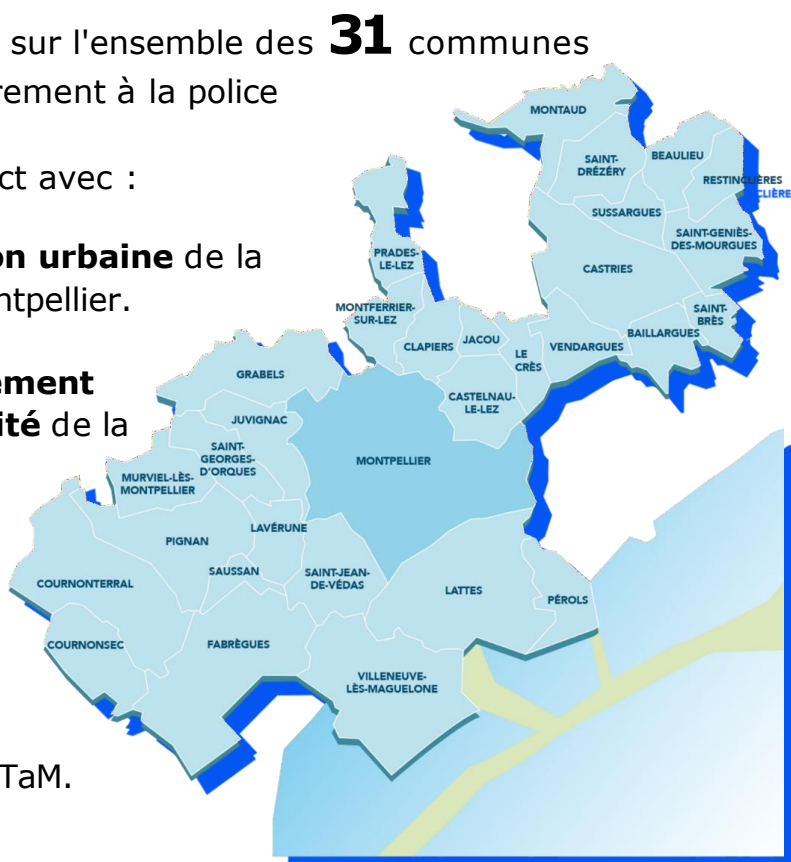 sur l'ensemble des 31 communes
rement à la police
ct avec :
on urbaine de la
ntpellier.
ement
ité de la
TaM.
MONTAUD
SAINT-
DRÉZÉRY
BEAULIEU
RESTINCLIÈRES
CLIÈRE
SUSSARGUES
SAINT-GENIÈS-
DES-MOURGUES
CASTRIES
PRADES-
LE-LEZ
MONTFERRIER-
SUR-LEZ
CLAPIERS
JACOU
LE
CRÈS
VENDARGUES
BAILLARGUES
SAINT-
BRÈS
GRABELS
CASTELNAU-
LE-LEZ
JUVIGNAC
SAINT-
GEORGES-
D'ORQUES
MONTPELLIER
MURVIEL-LÈS-
MONTPELLIER
PIGNAN
LAVÉRUNE
SAUSSAN
SAINT-JEAN-
DE-VÉDAS
COURNONTERRAL
LATTES
PÉROLS
COURNONSEC
FABRÈGUES
VILLENEUVE-
LÈS-MAGUELONE